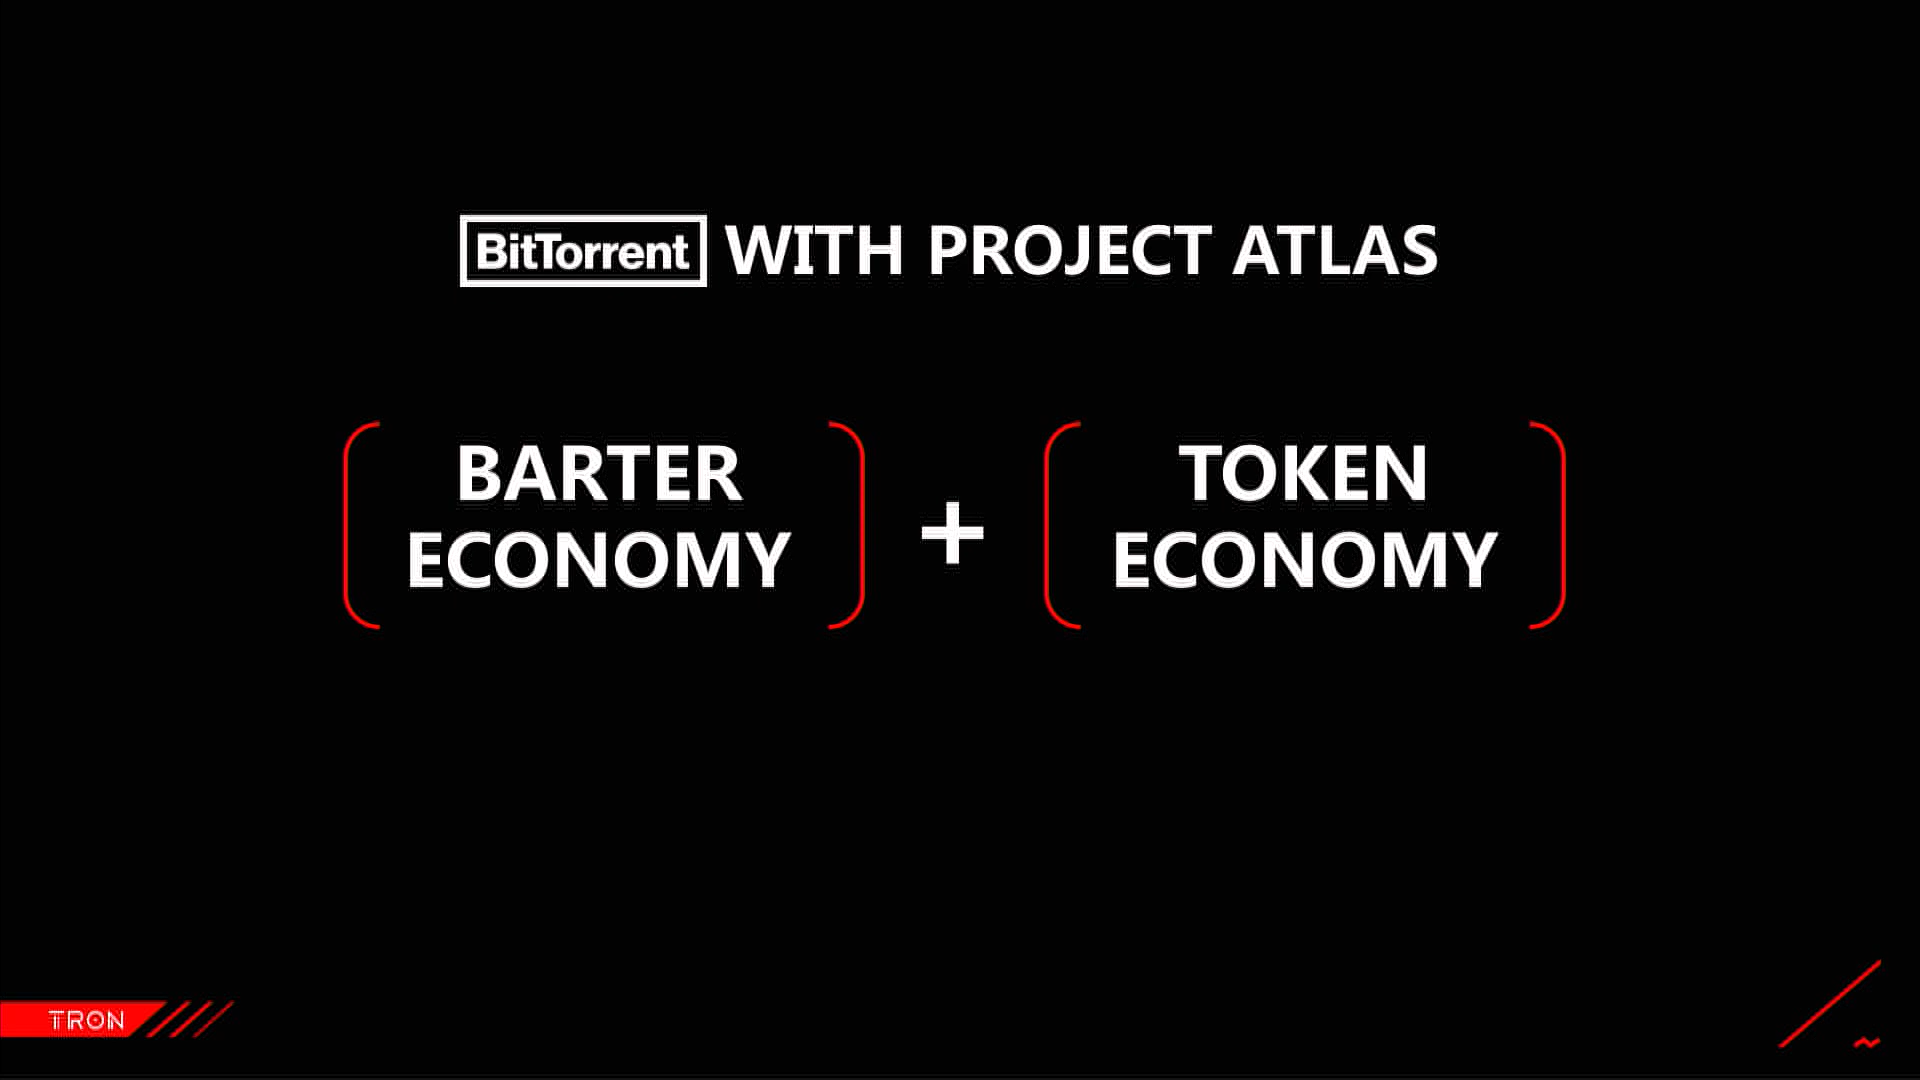 BitTorrent WITH PROJECT ATLAS
BARTER
ECONOMY
+
TOKEN
ECONOMY
TRON